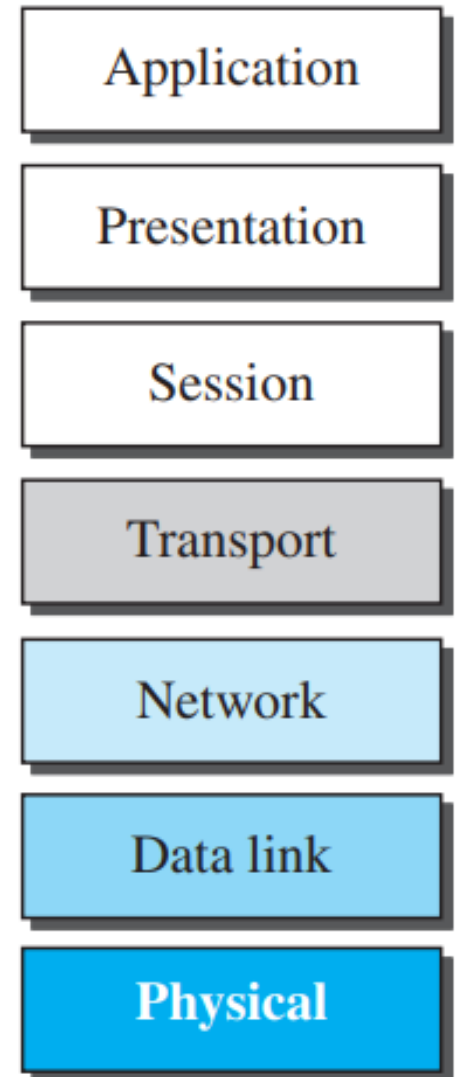 Application
Presentation
Session
Transport
Network
Data link
Physical